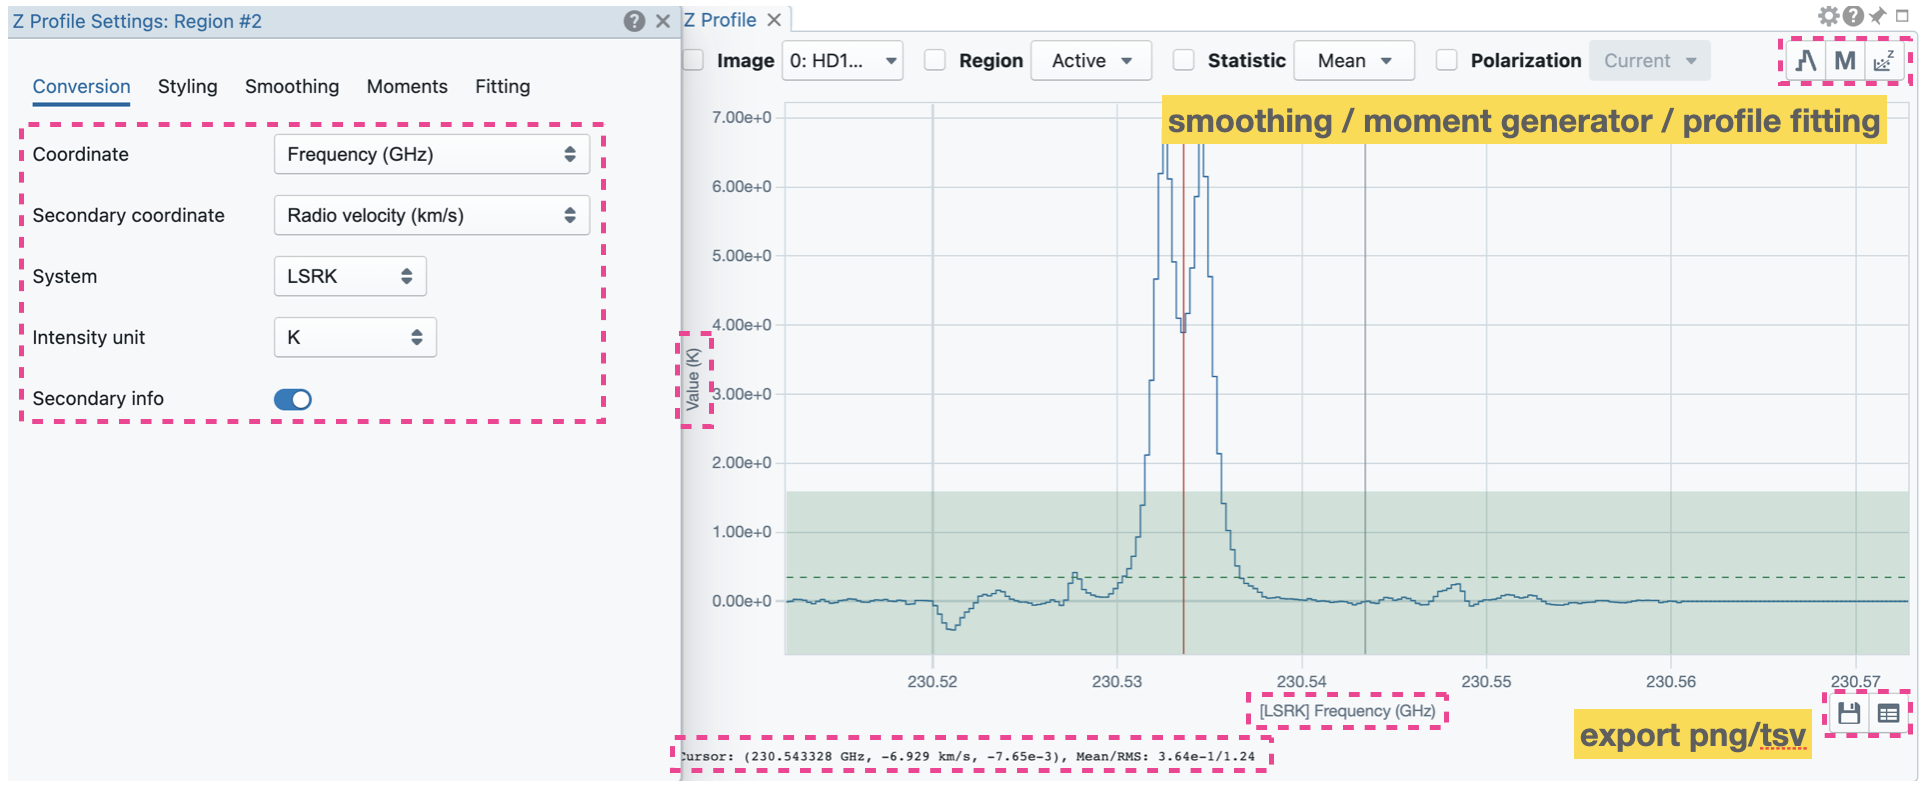 Z Profile Settings: Region #2
Conversion Styling Smoothing Moments Fitting
Coordinate Frequency (GHz)
Secondary coordinate Radio velocity (km/s)
System LSRK
Intensity unit K
Secondary info
Z Profile
Image 0: HD1... Region Active Statistic Mean Polarization Current
M Z
smoothing / moment generator / profile fitting
7.00e+0
6.00e+0
5.00e+0
4.00e+0
3.00e+0
2.00e+0
1.00e+0
0.00e+0
Value (K)
230.52 230.53 230.54 230.55 230.56 230.57
[LSRK] Frequency (GHz)
export png/tsv
Cursor: (230.543328 GHz, -6.929 km/s, -7.65e-3), Mean/RMS: 3.64e-1/1.24